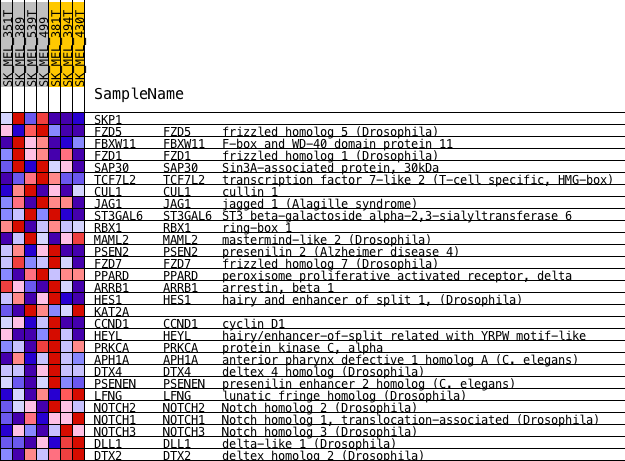 SK_MEL_351T
SK_MEL_389
SK_MEL_539T
SK_MEL_499
SK_MEL_381T
SK_MEL_394T
SK_MEL_430T
SampleName
SKP1
FZD5 FZD5 frizzled homolog 5 (Drosophila)
FBXW11 FBXW11 F-box and WD-40 domain protein 11
FZD1 FZD1 frizzled homolog 1 (Drosophila)
SAP30 SAP30 Sin3A-associated protein, 30kDa
TCF7L2 TCF7L2 transcription factor 7-like 2 (T-cell specific, HMG-box)
CUL1 CUL1 cullin 1
JAG1 JAG1 jagged 1 (Alagille syndrome)
ST3GAL6 ST3GAL6 ST3 beta-galactoside alpha-2,3-sialyltransferase 6
RBX1 RBX1 ring-box 1
MAML2 MAML2 mastermind-like 2 (Drosophila)
PSEN2 PSEN2 presenilin 2 (Alzheimer disease 4)
FZD7 FZD7 frizzled homolog 7 (Drosophila)
PPARD PPARD peroxisome proliferative activated receptor, delta
ARRB1 ARRB1 arrestin, beta 1
HES1 HES1 hairy and enhancer of split 1, (Drosophila)
KAT2A
CCND1 CCND1 cyclin D1
HEYL HEYL hairy/enhancer-of-split related with YRPW motif-like
PRKCA PRKCA protein kinase C, alpha
APH1A APH1A anterior pharynx defective 1 homolog A (C. elegans)
DTX4 DTX4 deltex 4 homolog (Drosophila)
PSENEN PSENEN presenilin enhancer 2 homolog (C. elegans)
LFNG LFNG lunatic fringe homolog (Drosophila)
NOTCH2 NOTCH2 Notch homolog 2 (Drosophila)
NOTCH1 NOTCH1 Notch homolog 1, translocation-associated (Drosophila)
NOTCH3 NOTCH3 Notch homolog 3 (Drosophila)
DLL1 DLL1 delta-like 1 (Drosophila)
DTX2 DTX2 deltex homolog 2 (Drosophila)